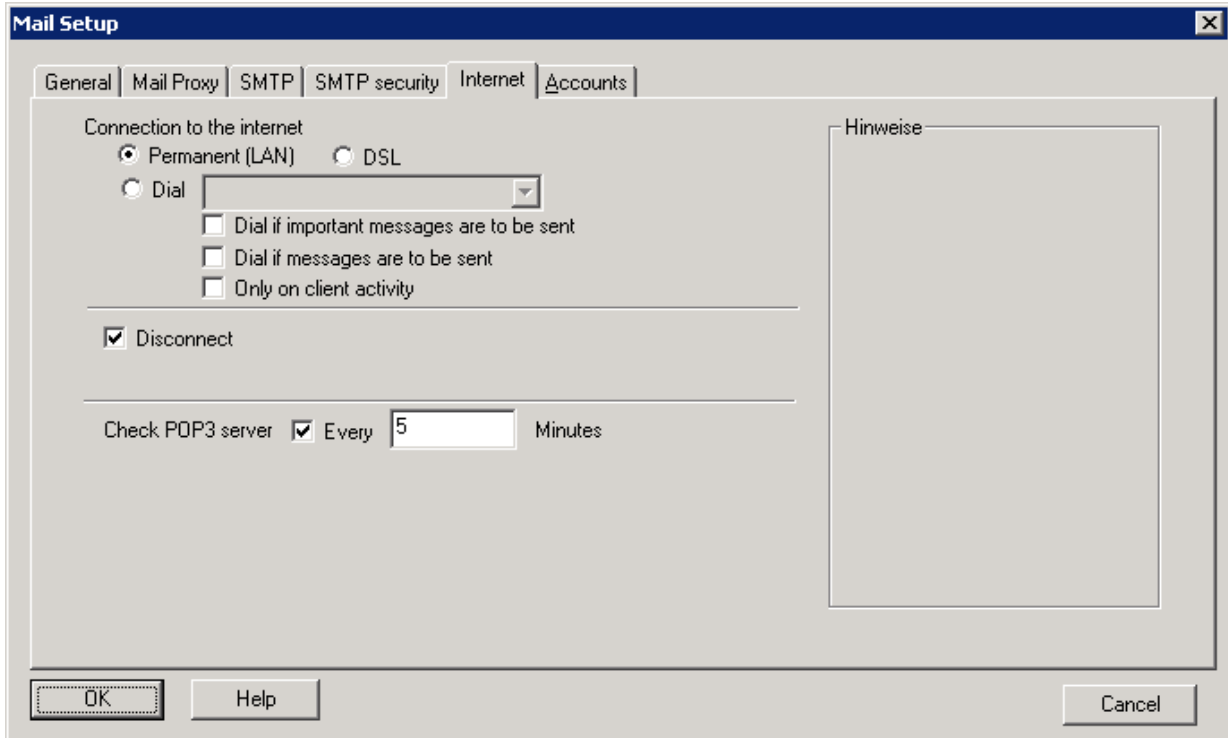 Mail Setup
General Mail Proxy SMTP SMTP security Internet Accounts
Connection to the internet
Permanent (LAN) DSL
Dial
Dial if important messages are to be sent
Dial if messages are to be sent
Only on client activity
Disconnect
Check POP3 server Every 5 Minutes
Hinweise
OK Help Cancel